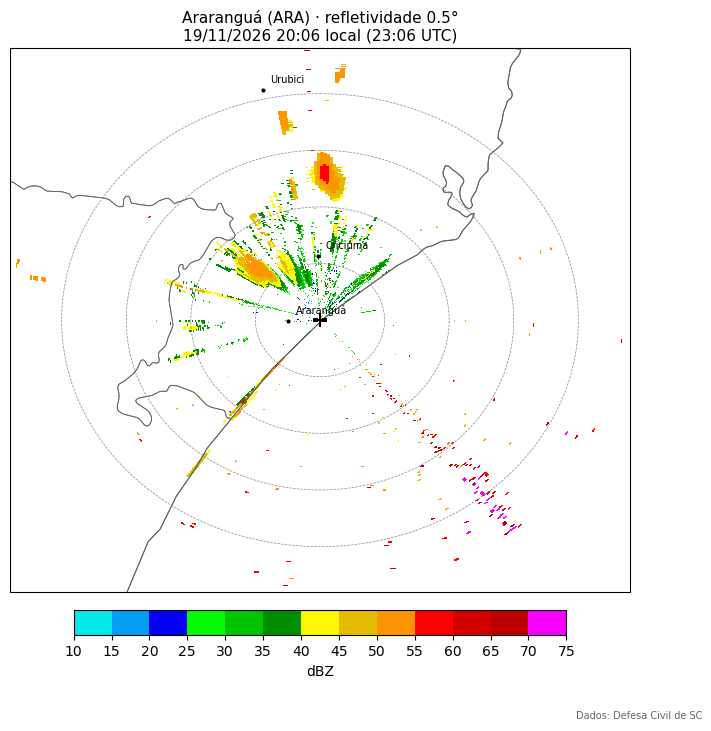 Araranguá (ARA) · refletividade 0.5°
19/11/2026 20:06 local (23:06 UTC)
Urubici
Criciúma
Araranguá
10 15 20 25 30 35 40 45 50 55 60 65 70 75
dBZ
Dados: Defesa Civil de SC